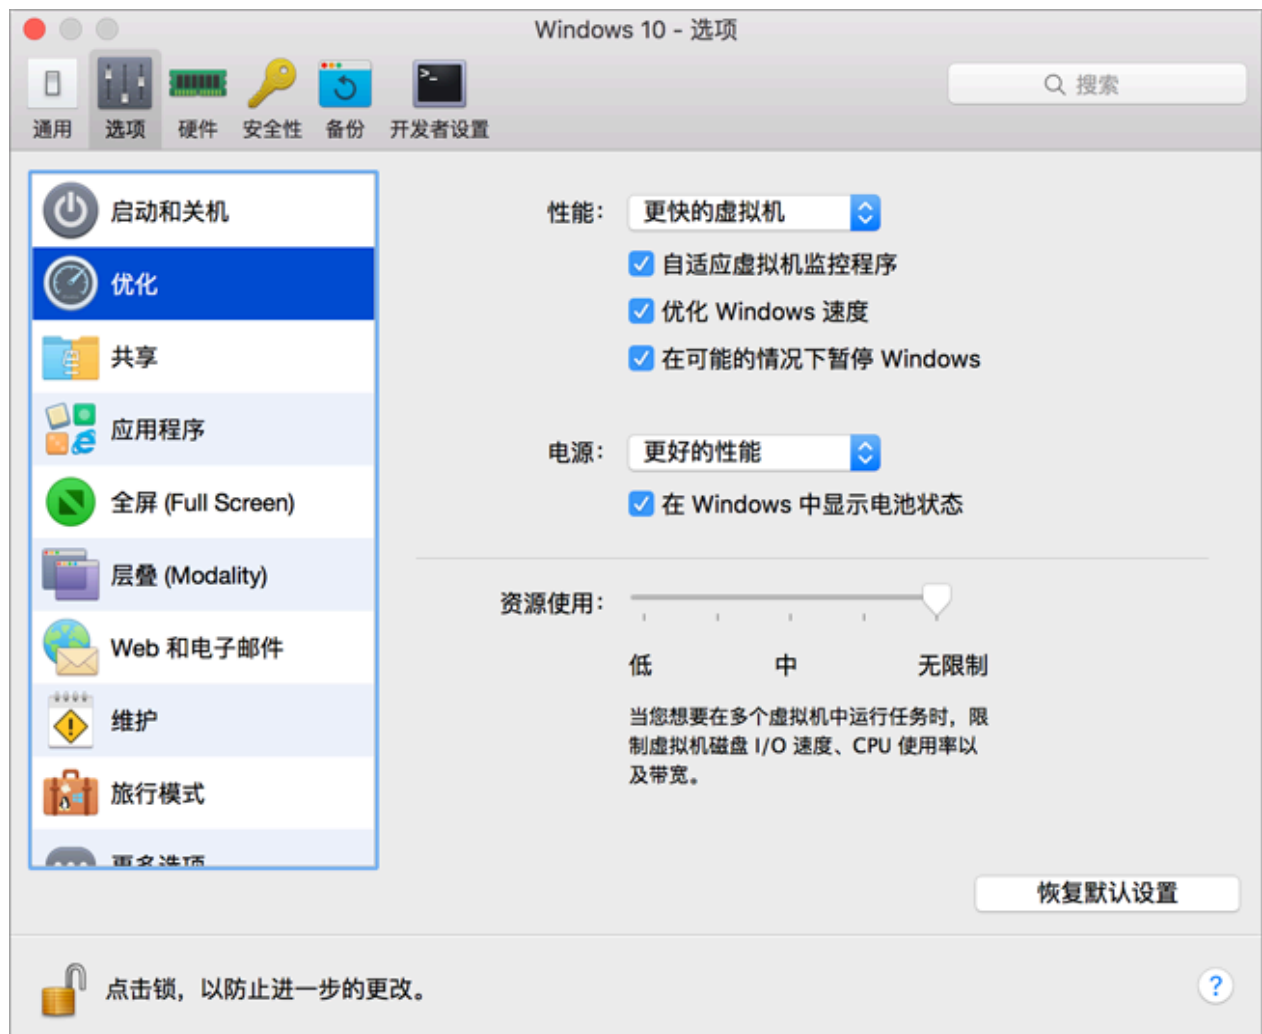 Windows 10 - 选项
搜索
通用 选项 硬件 安全性 备份 开发者设置
启动和关机
优化
共享
应用程序
全屏 (Full Screen)
层叠 (Modality)
Web 和电子邮件
维护
旅行模式
更多选项
性能：
更快的虚拟机
自适应虚拟机监控程序
优化 Windows 速度
在可能的情况下暂停 Windows
电源：
更好的性能
在 Windows 中显示电池状态
资源使用：
低 中 无限制
当您想要在多个虚拟机中运行任务时，限
制虚拟机磁盘 I/O 速度、CPU 使用率以
及带宽。
恢复默认设置
点击锁，以防止进一步的更改。
?